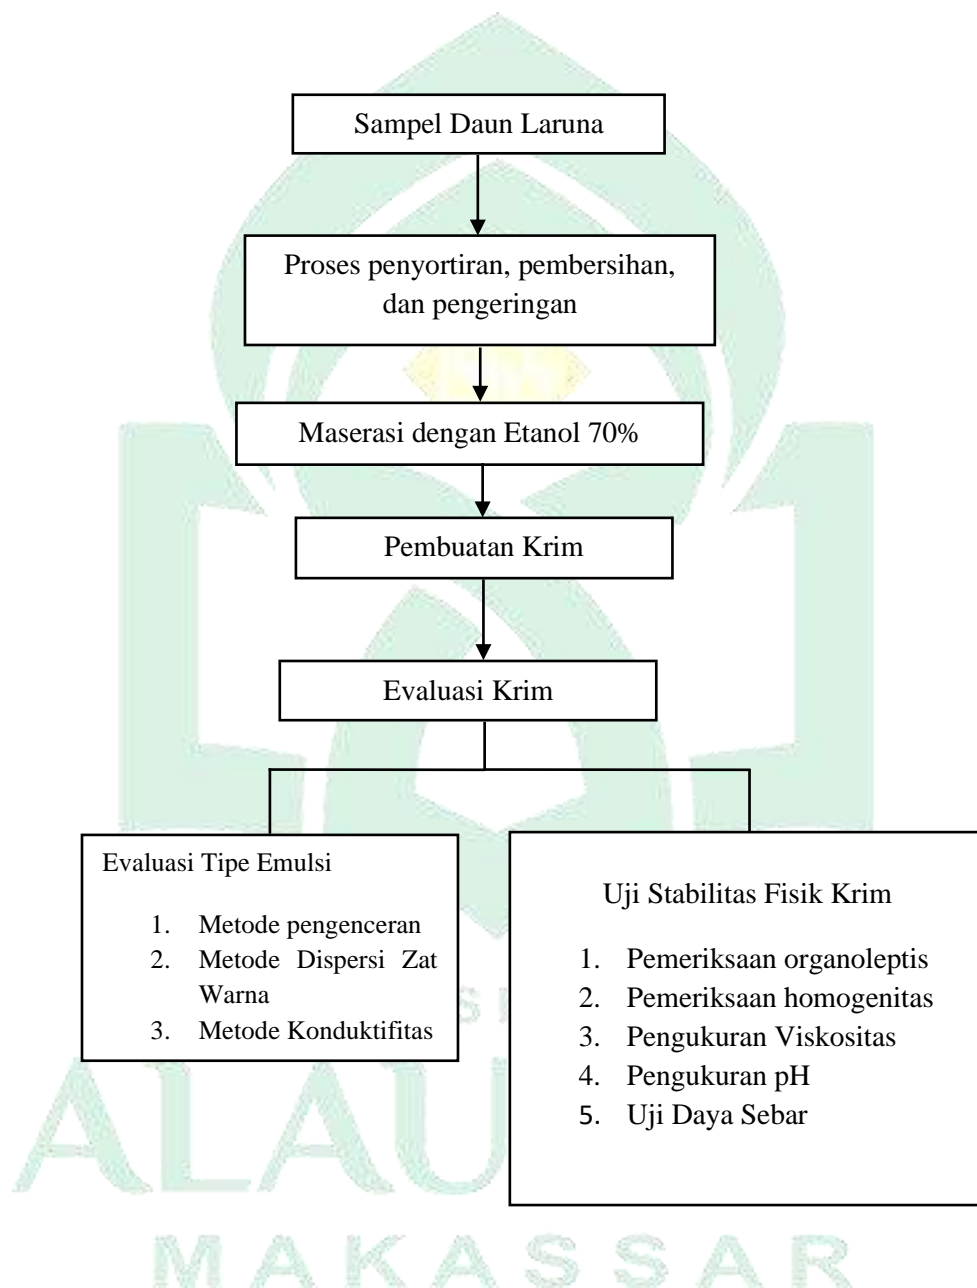 Sampel Daun Laruna
Proses penyortiran, pembersihan,
dan pengeringan
Maserasi dengan Etanol 70%
Pembuatan Krim
Evaluasi Krim
Evaluasi Tipe Emulsi
1. Metode pengenceran
2. Metode Dispersi Zat
Warna
3. Metode Konduktifitas
Uji Stabilitas Fisik Krim
1. Pemeriksaan organoleptis
2. Pemeriksaan homogenitas
3. Pengukuran Viskositas
4. Pengukuran pH
5. Uji Daya Sebar
ALAU
MAKASSAR